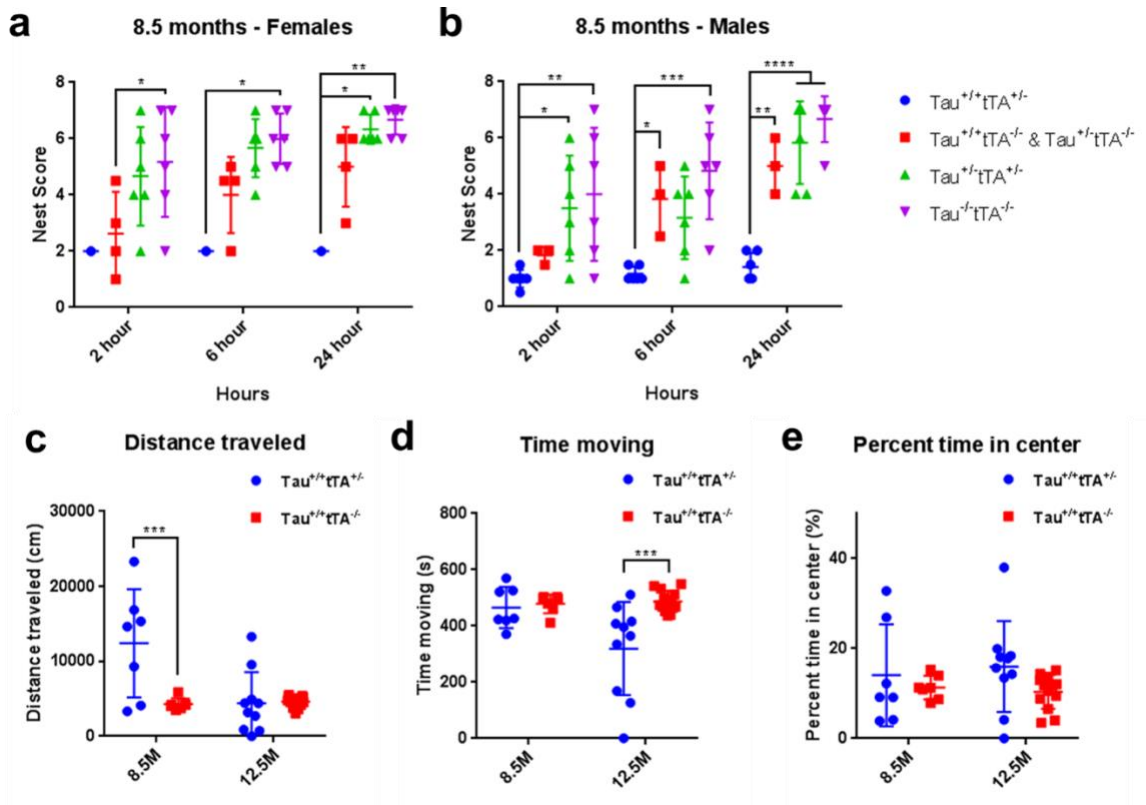 a
8.5 months - Females
Nest Score
8
6
4
2
0
*
*
**
*
2 hour
6 hour
24 hour
Hours
b
8.5 months - Males
Nest Score
8
6
4
2
0
**
*
***
*
****
**
2 hour
6 hour
24 hour
Hours
Tau+/+tTA+/-
Tau+/+tTA-/- & Tau+/-tTA-/-
Tau+/-tTA+/-
Tau-/-tTA-/-
c
Distance traveled
Tau+/+tTA+/-
Tau+/+tTA-/-
Distance traveled (cm)
30000
20000
10000
0
***
8.5M
12.5M
d
Time moving
Tau+/+tTA+/-
Tau+/+tTA-/-
Time moving (s)
800
600
400
200
0
***
8.5M
12.5M
e
Percent time in center
Tau+/+tTA+/-
Tau+/+tTA-/-
Percent time in center (%)
40
20
0
8.5M
12.5M